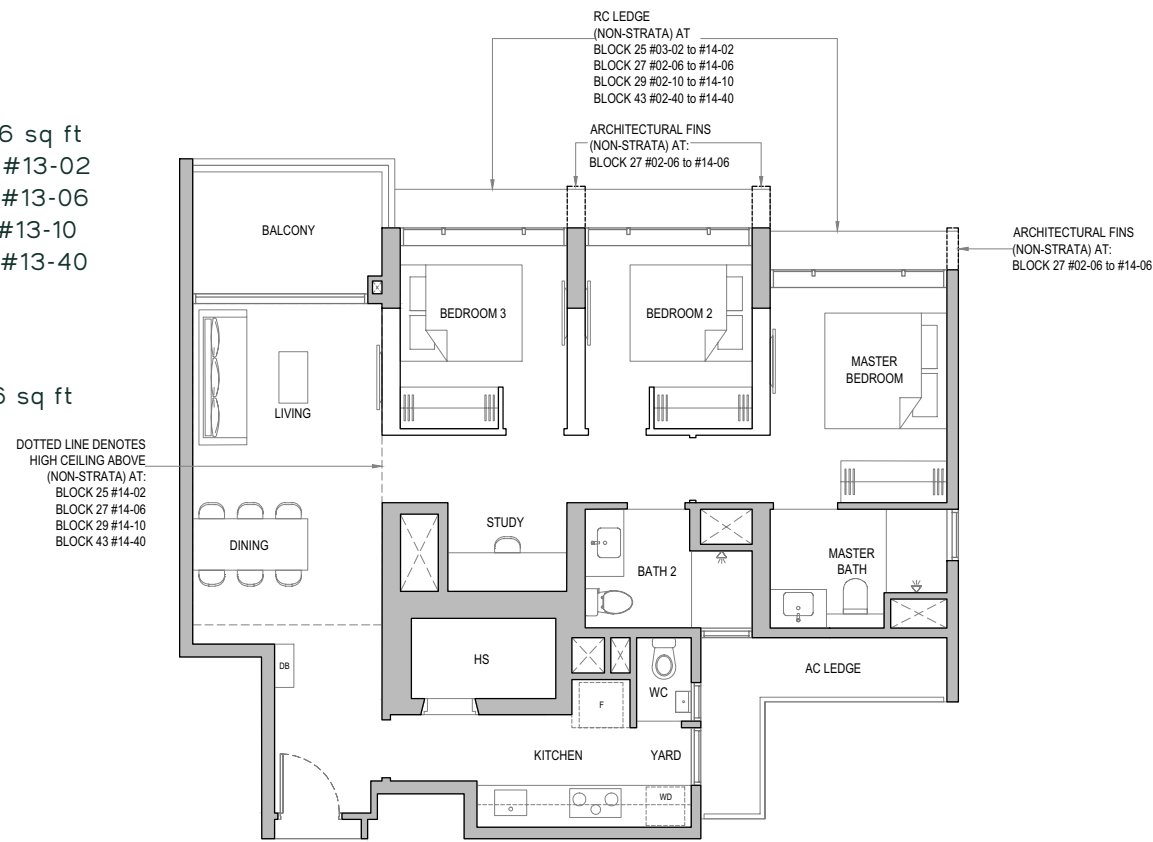 6 sq ft
#13-02
#13-06
#13-10
#13-40
6 sq ft
RC LEDGE
(NON-STRATA) AT
BLOCK 25 #03-02 to #14-02
BLOCK 27 #02-06 to #14-06
BLOCK 29 #02-10 to #14-10
BLOCK 43 #02-40 to #14-40
ARCHITECTURAL FINS
(NON-STRATA) AT:
BLOCK 27 #02-06 to #14-06
ARCHITECTURAL FINS
(NON-STRATA) AT:
BLOCK 27 #02-06 to #14-06
BALCONY
BEDROOM 3
BEDROOM 2
MASTER
BEDROOM
LIVING
DOTTED LINE DENOTES
HIGH CEILING ABOVE
(NON-STRATA) AT:
BLOCK 25 #14-02
BLOCK 27 #14-06
BLOCK 29 #14-10
BLOCK 43 #14-40
STUDY
DINING
BATH 2
MASTER
BATH
HS
DB
WC
AC LEDGE
F
KITCHEN
YARD
WD